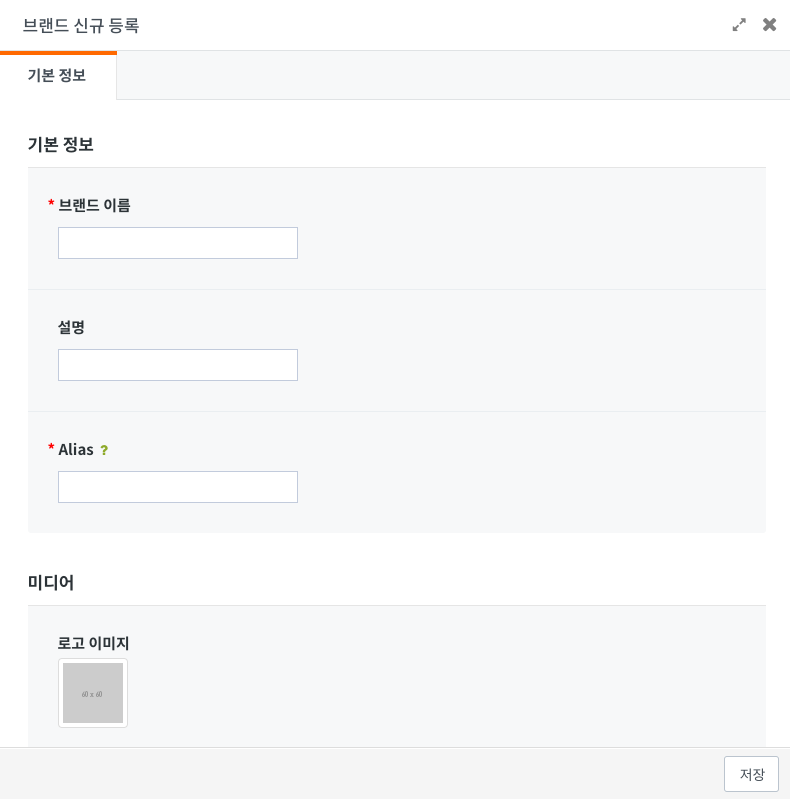 브랜드 신규 등록
기본 정보
기본 정보
* 브랜드 이름
설명
* Alias ?
미디어
로고 이미지
60 x 60
저장